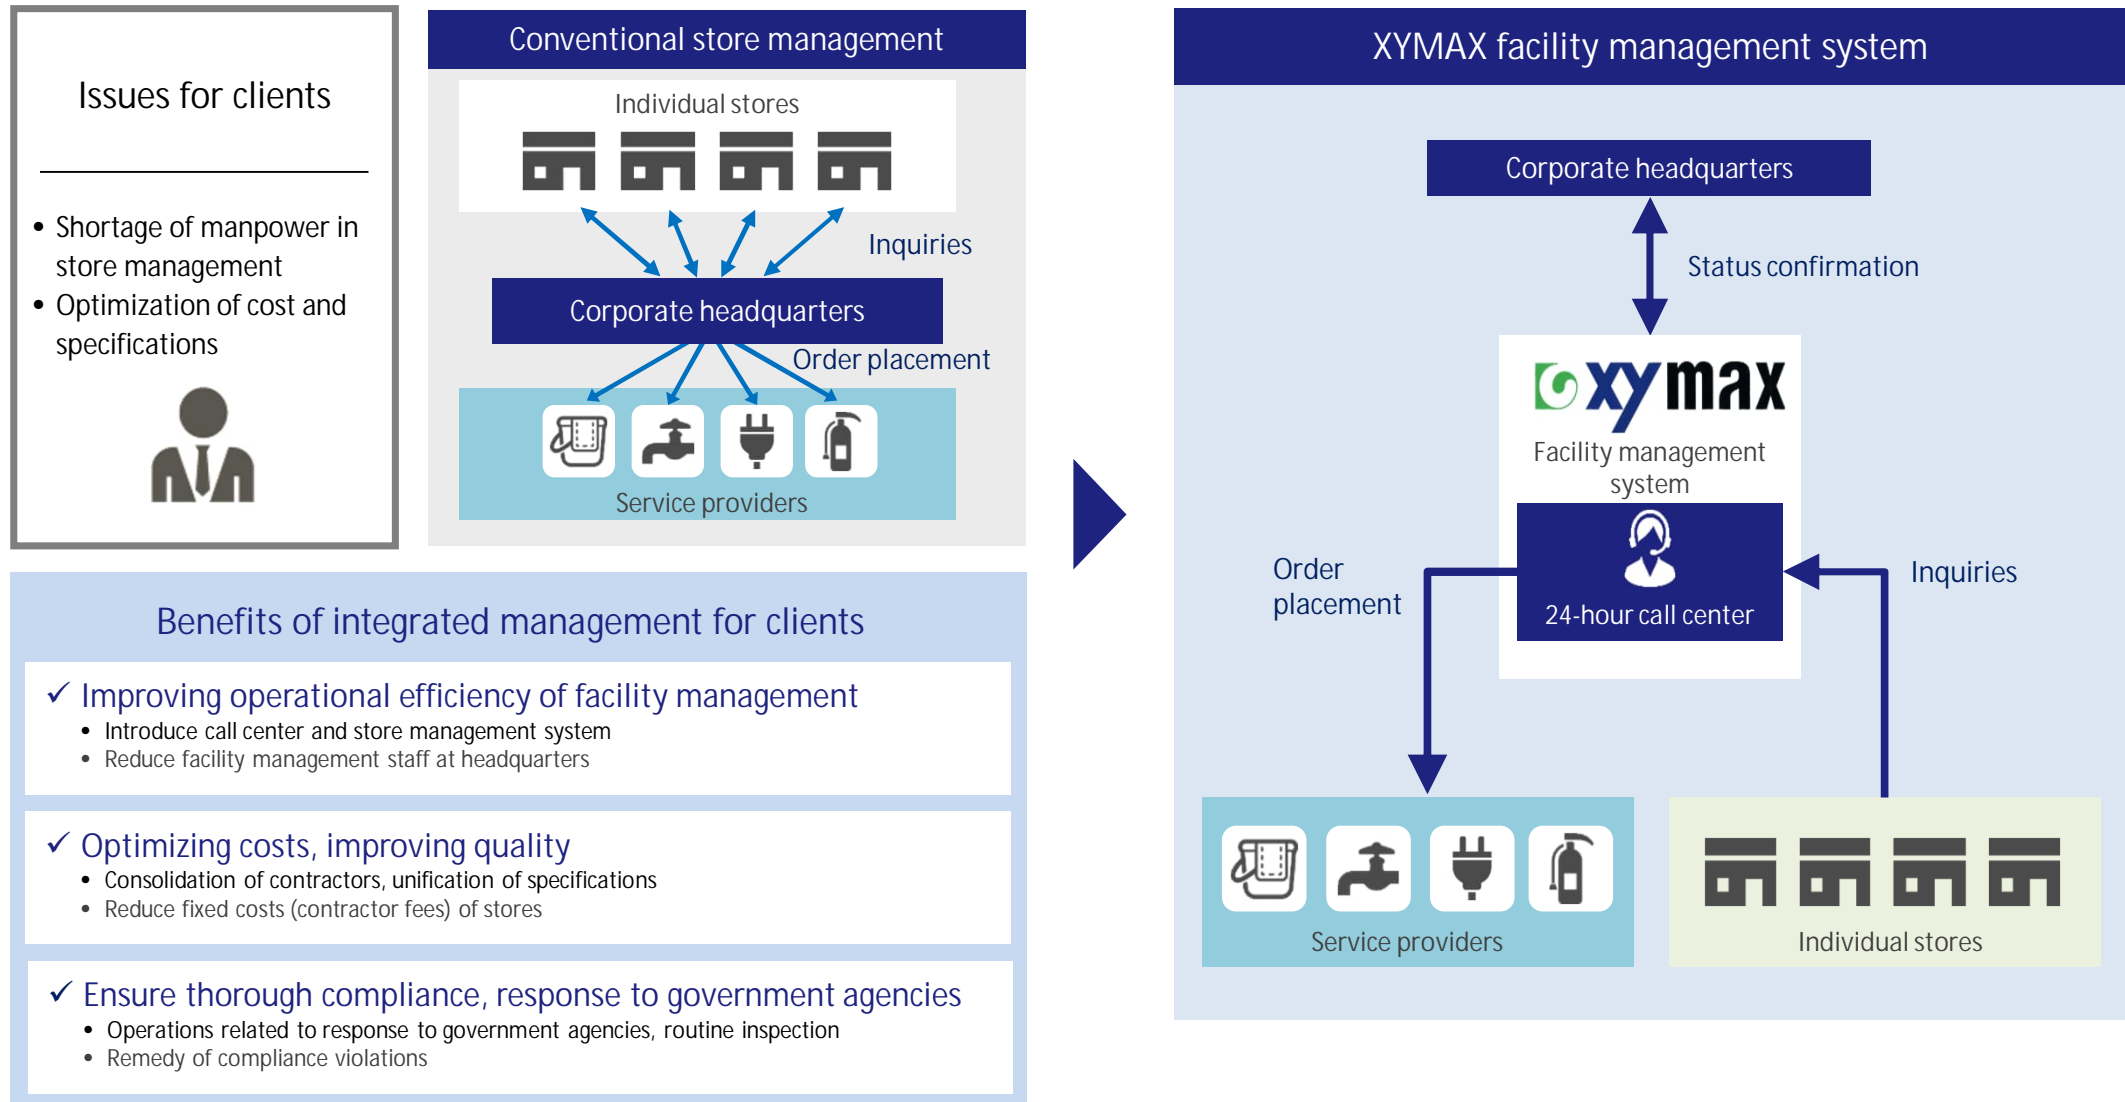 Issues for clients
• Shortage of manpower in
store management
• Optimization of cost and
specifications
Conventional store management
Individual stores
Inquiries
Corporate headquarters
Order placement
Service providers
Benefits of integrated management for clients
✓ Improving operational efficiency of facility management
• Introduce call center and store management system
• Reduce facility management staff at headquarters
✓ Optimizing costs, improving quality
• Consolidation of contractors, unification of specifications
• Reduce fixed costs (contractor fees) of stores
✓ Ensure thorough compliance, response to government agencies
• Operations related to response to government agencies, routine inspection
• Remedy of compliance violations
XYMAX facility management system
Corporate headquarters
Status confirmation
xymax
Facility management
system
24-hour call center
Order
placement
Inquiries
Service providers
Individual stores